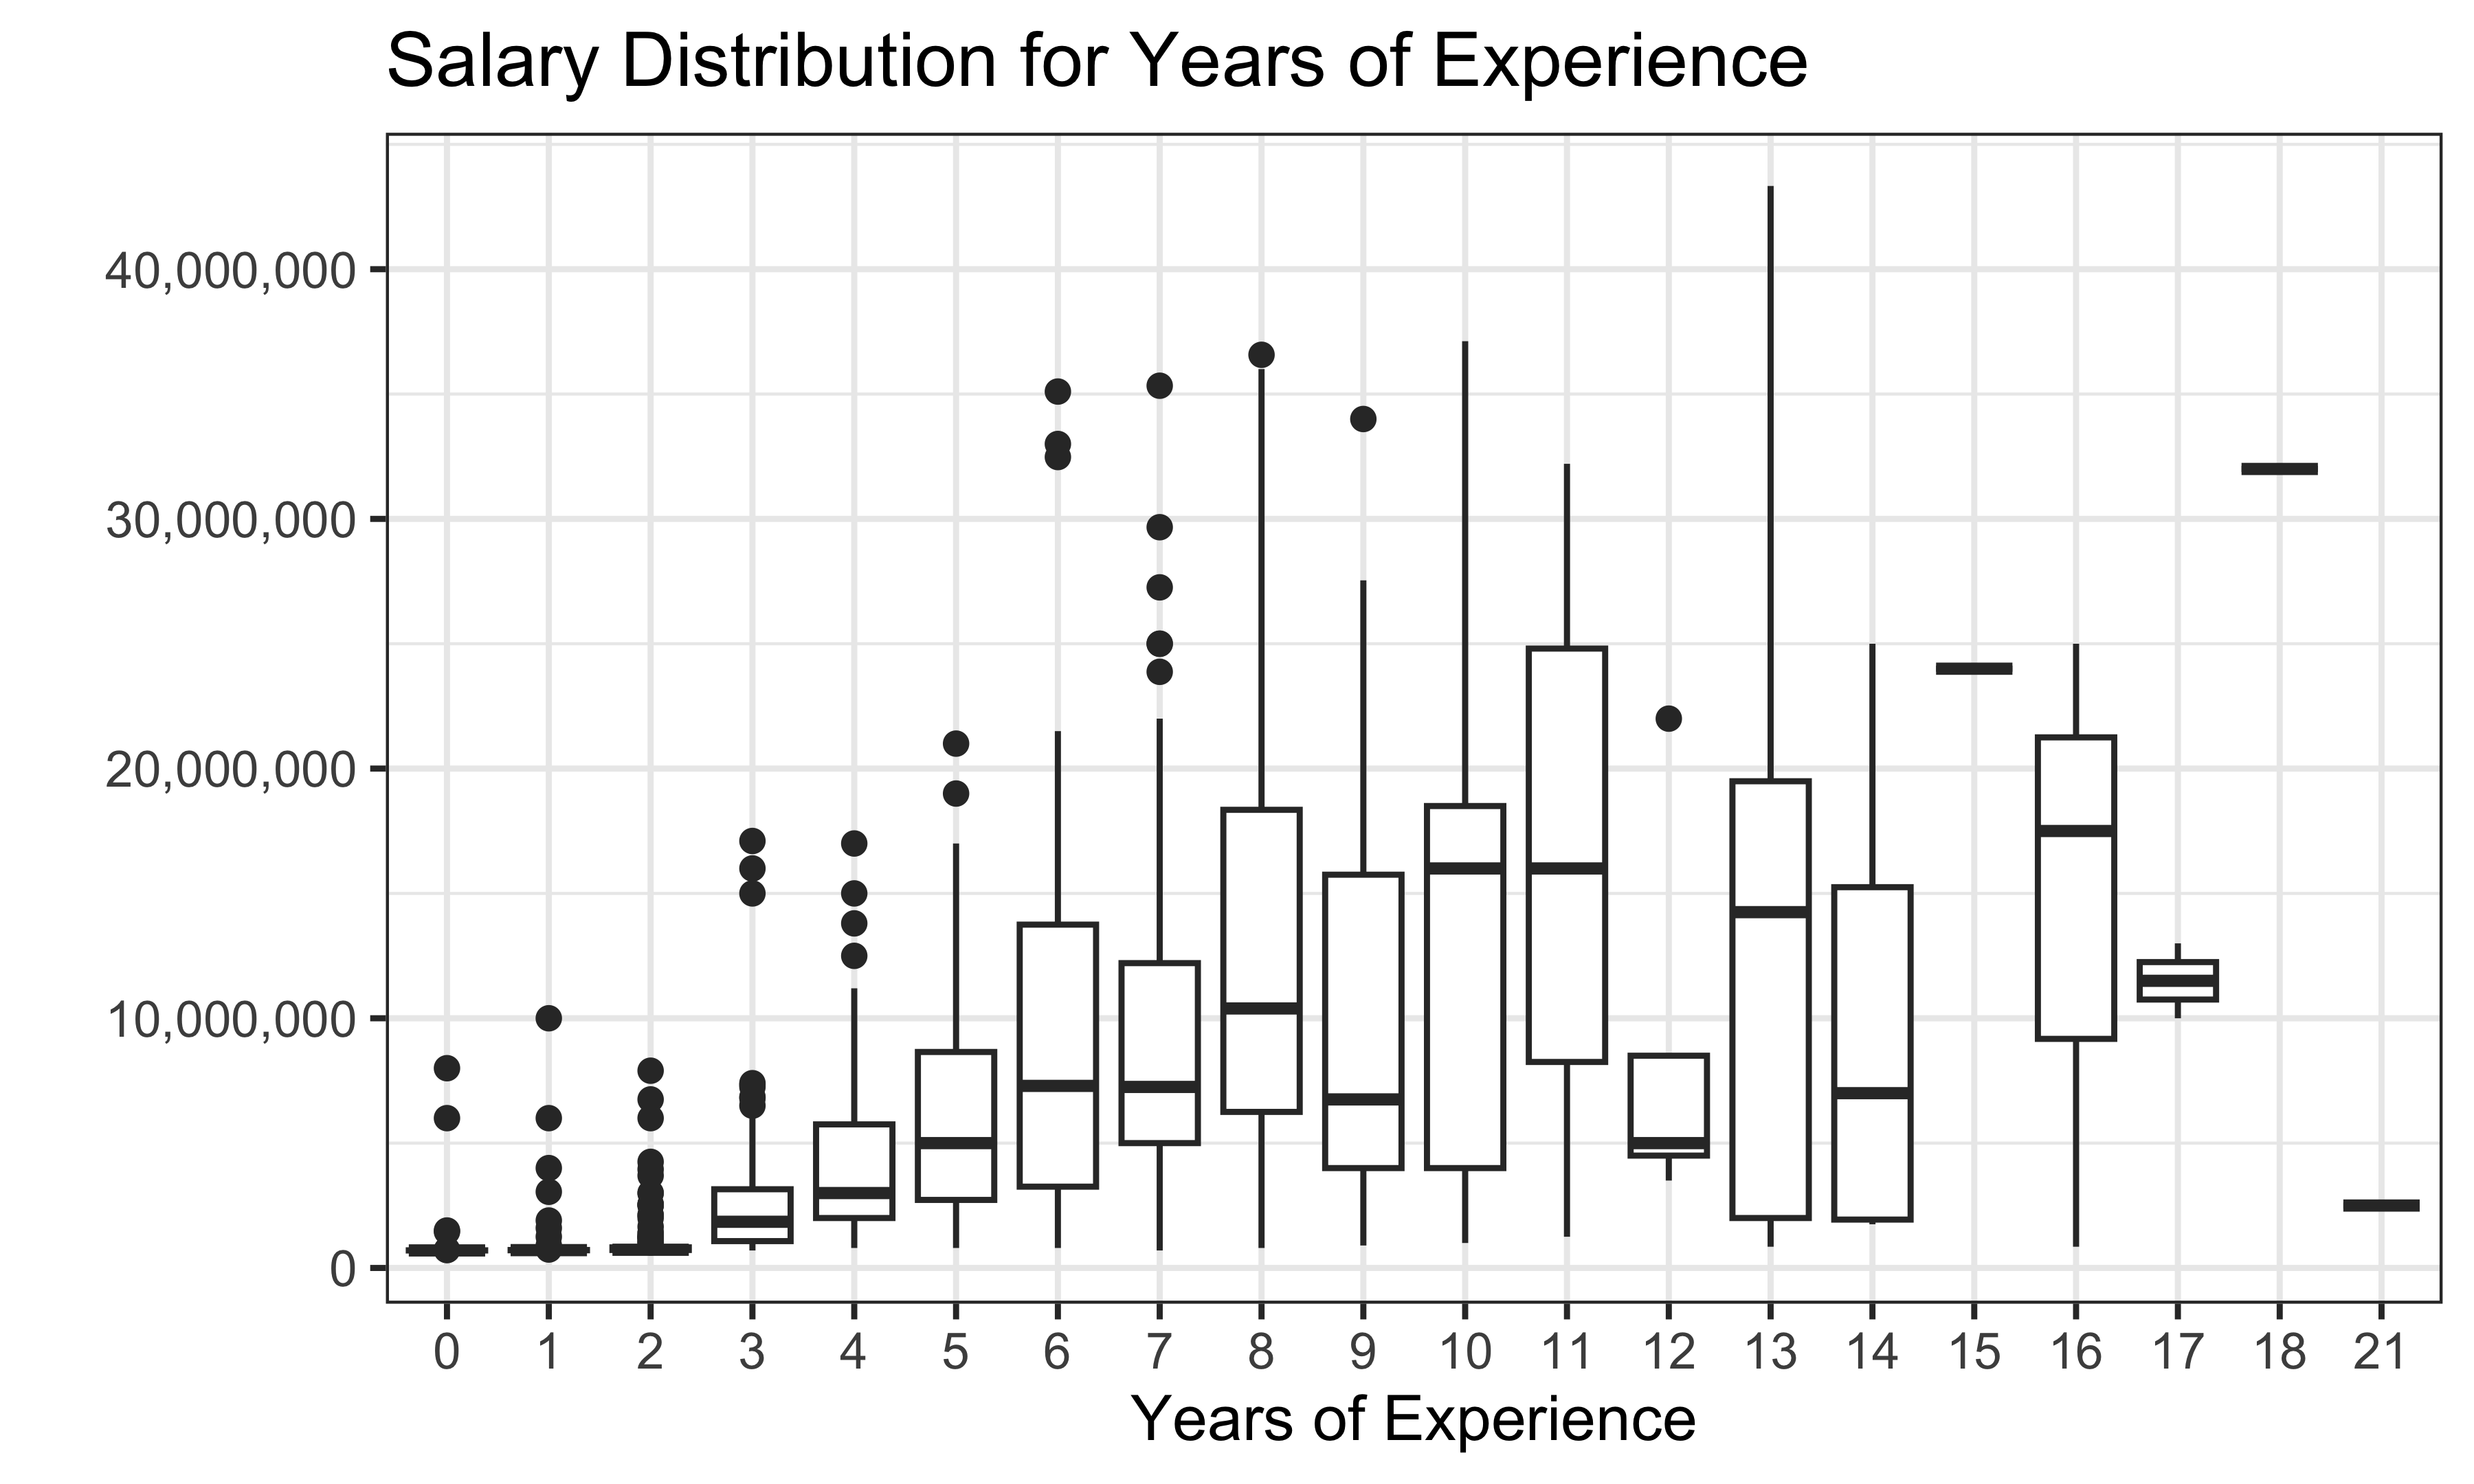 Salary Distribution for Years of Experience
40,000,000
30,000,000
20,000,000
10,000,000
0
0 1 2 3 4 5 6 7 8 9 10 11 12 13 14 15 16 17 18 21
Years of Experience